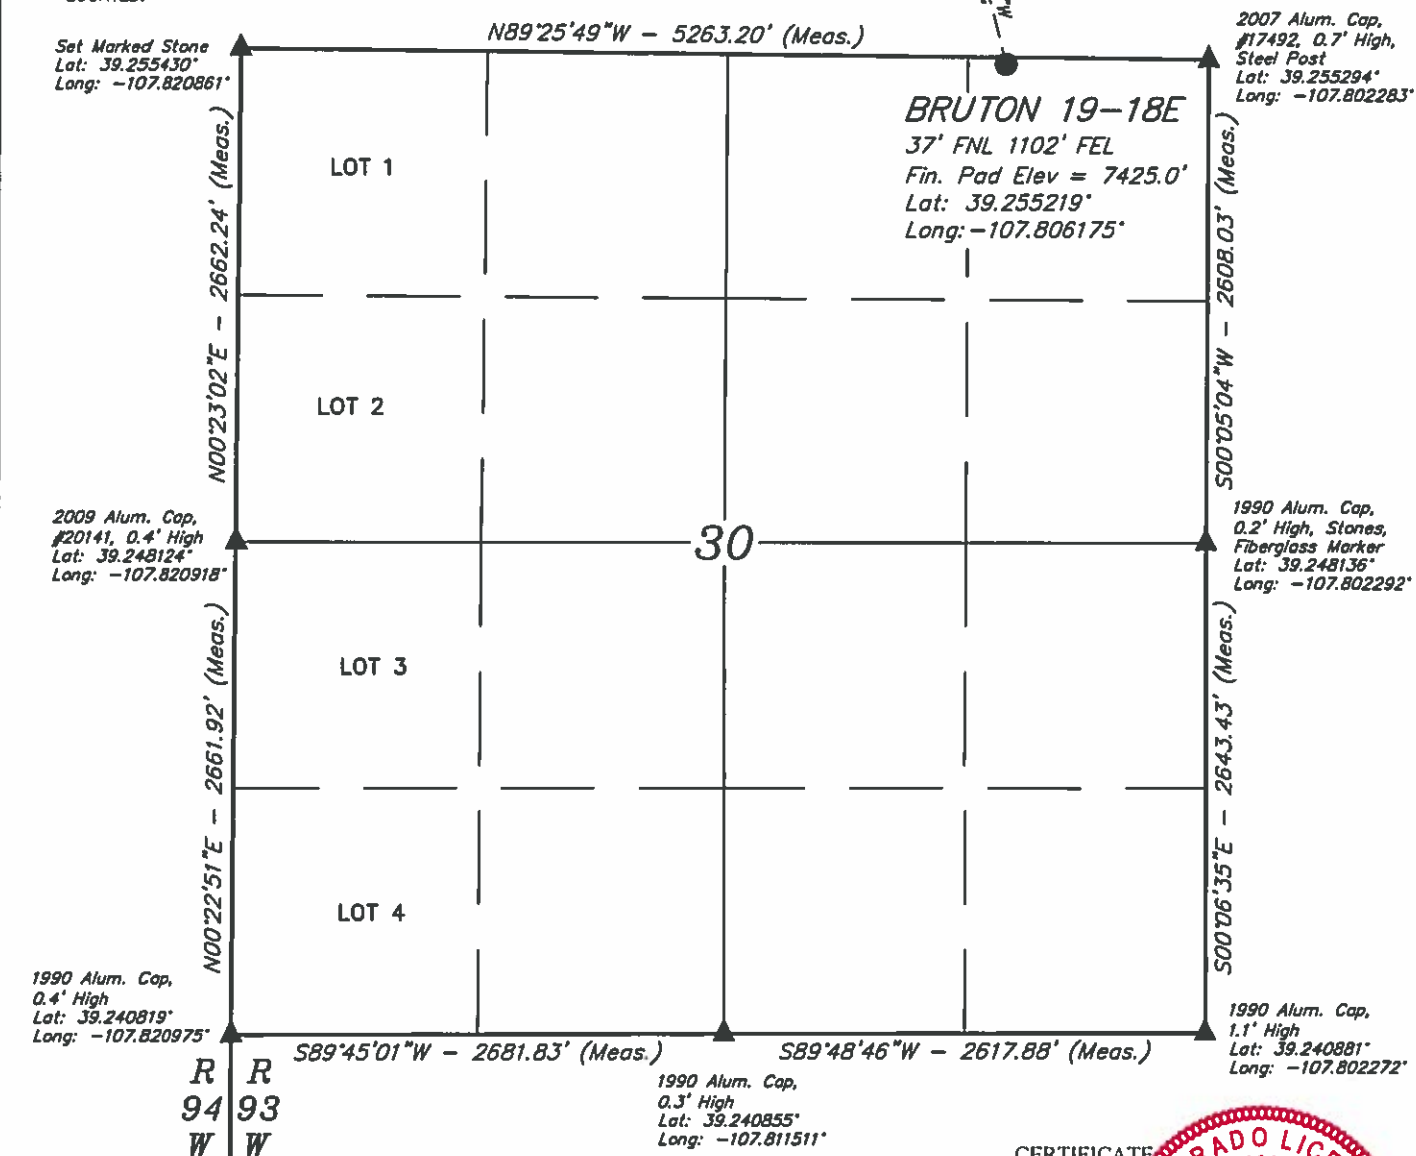 N89°25'49"W - 5263.20' (Meas.)
Set Marked Stone
Lat: 39.255430°
Long: -107.820861°
2007 Alum. Cap,
#17492, 0.7' High,
Steel Post
Lat: 39.255294°
Long: -107.802283°
BRUTON 19-18E
37' FNL 1102' FEL
Fin. Pad Elev = 7425.0'
Lat: 39.255219°
Long: -107.806175°
N00°23'02"E - 2662.24' (Meas.)
LOT 1
S00°05'04"W - 2608.03' (Meas.)
LOT 2
2009 Alum. Cap,
#20141, 0.4' High
Lat: 39.248124°
Long: -107.820918°
30
1990 Alum. Cap,
0.2' High, Stones,
Fiberglass Marker
Lat: 39.248136°
Long: -107.802292°
N00°22'51"E - 2661.92' (Meas.)
LOT 3
S00°06'35"E - 2643.43' (Meas.)
LOT 4
1990 Alum. Cap,
0.4' High
Lat: 39.240819°
Long: -107.820975°
S89°45'01"W - 2681.83' (Meas.)
S89°48'46"W - 2617.88' (Meas.)
1990 Alum. Cap,
1.1' High
Lat: 39.240881°
Long: -107.802272°
1990 Alum. Cap,
0.3' High
Lat: 39.240855°
Long: -107.811511°
R R
94 93
W W
CERTIFICATE
RADO LICE